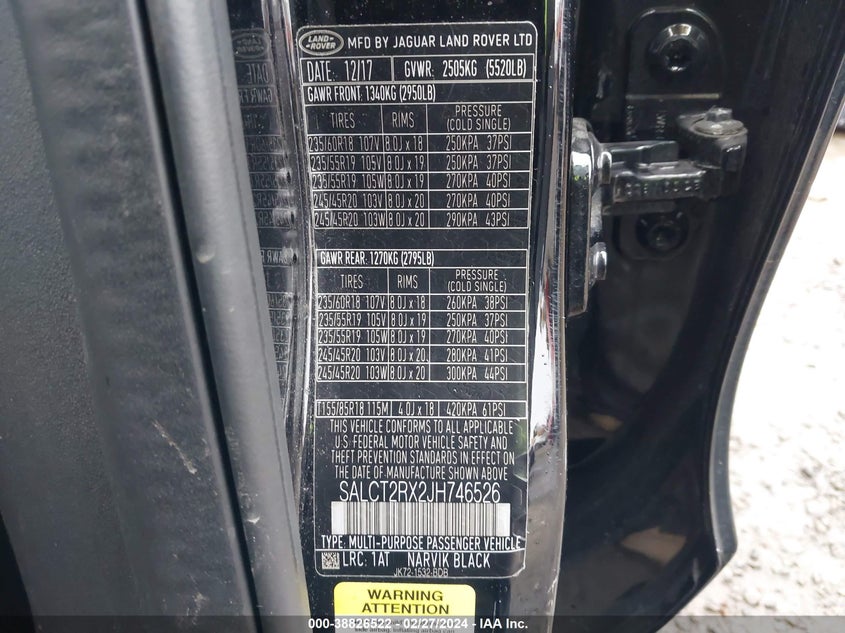 LAND-ROVER MFD BY JAGUAR LAND ROVER LTD
DATE: 12/17 GVWR: 2505KG (5520LB)
GAWR FRONT: 1340KG (2950LB)
TIRES RIMS PRESSURE (COLD SINGLE)
235/60R18 107V 8.0J x 18 250KPA 37PSI
235/55R19 105V 8.0J x 19 250KPA 37PSI
235/55R19 105W 8.0J x 19 270KPA 40PSI
245/45R20 103V 8.0J x 20 270KPA 40PSI
245/45R20 103W 8.0J x 20 290KPA 43PSI
GAWR REAR: 1270KG (2795LB)
TIRES RIMS PRESSURE (COLD SINGLE)
235/60R18 107V 8.0J x 18 260KPA 38PSI
235/55R19 105V 8.0J x 19 250KPA 37PSI
235/55R19 105W 8.0J x 19 270KPA 40PSI
245/45R20 103V 8.0J x 20 280KPA 41PSI
245/45R20 103W 8.0J x 20 300KPA 44PSI
T155/85R18 115M 4.0J x 18 420KPA 61PSI
THIS VEHICLE CONFORMS TO ALL APPLICABLE
U.S. FEDERAL MOTOR VEHICLE SAFETY AND
THEFT PREVENTION STANDARDS IN EFFECT
ON THE DATE OF MANUFACTURE SHOWN ABOVE
SALCT2RX2JH746526
TYPE: MULTI-PURPOSE PASSENGER VEHICLE
LRC: 1AT NARVIK BLACK
JK72-1532-BDB
WARNING
ATTENTION
000-38826522 - 02/27/2024 - IAA Inc.